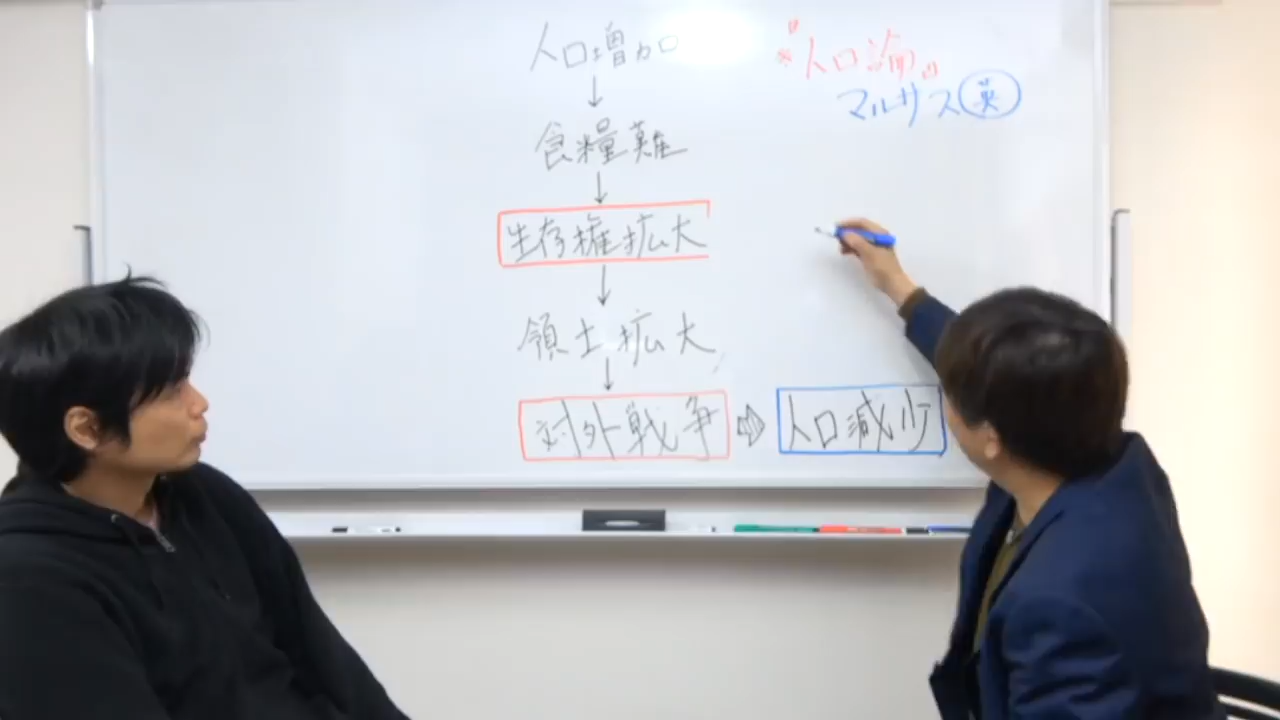 人口増加
↓
食糧難
↓
生存権拡大
↓
領土拡大
↓
対外戦争 ⇨ 人口減少
※『人口論』
マルサス 英